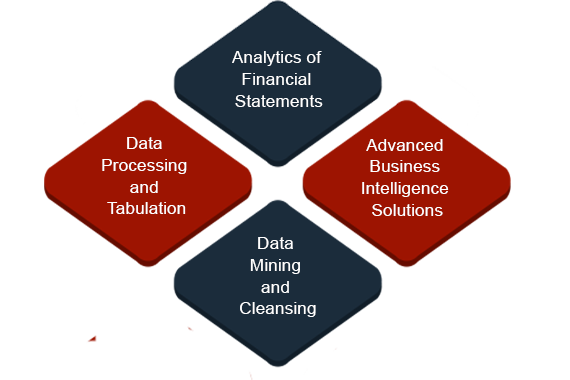 Analytics of
Financial
Statements
Data
Processing
and
Tabulation
Advanced
Business
Intelligence
Solutions
Data
Mining
and
Cleansing